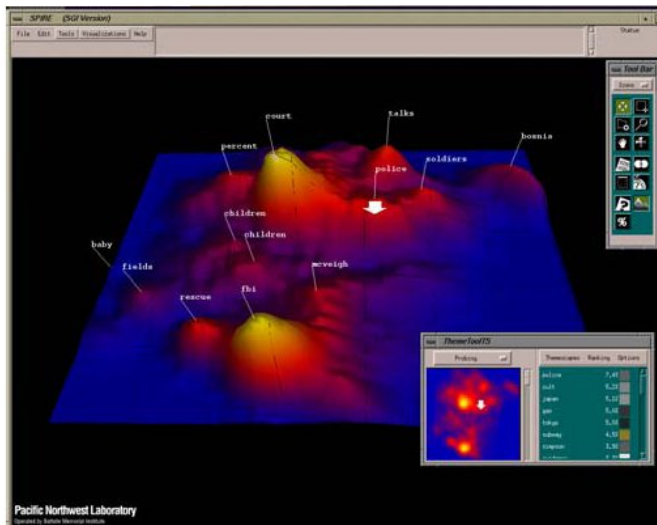 SPIRE (SGI Version)
File Edit Tools Visualizations Help
Status
Tool Bar
court
talks
percent
bosnia
police
soldiers
children
children
baby
fields
mcveigh
rescue
fbi
%
ThemeToolTS
Probing
Themescapes Ranking Options
police
cult
japan
gas
tokyo
subway
simpson
Pacific Northwest Laboratory
Operated by Battelle Memorial Institute